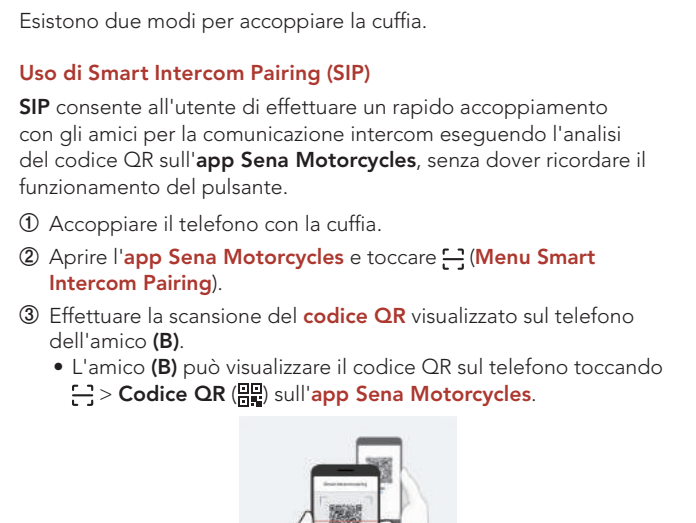 Esistono due modi per accoppiare la cuffia.
Uso di Smart Intercom Pairing (SIP)
SIP consente all'utente di effettuare un rapido accoppiamento
con gli amici per la comunicazione intercom eseguendo l'analisi
del codice QR sull'app Sena Motorcycles, senza dover ricordare il
funzionamento del pulsante.
① Accoppiare il telefono con la cuffia.
② Aprire l'app Sena Motorcycles e toccare (Menu Smart
Intercom Pairing).
③ Effettuare la scansione del codice QR visualizzato sul telefono
dell'amico (B).
• L'amico (B) può visualizzare il codice QR sul telefono toccando
> Codice QR () sull'app Sena Motorcycles.
Smart Intercom Pairing